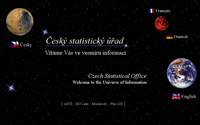 Français
Český statistický úřad
Deutsch
Česky
Vítáme Vás ve vesmíru informací
Czech Statistical Office
Welcome to the Universe of Information
English